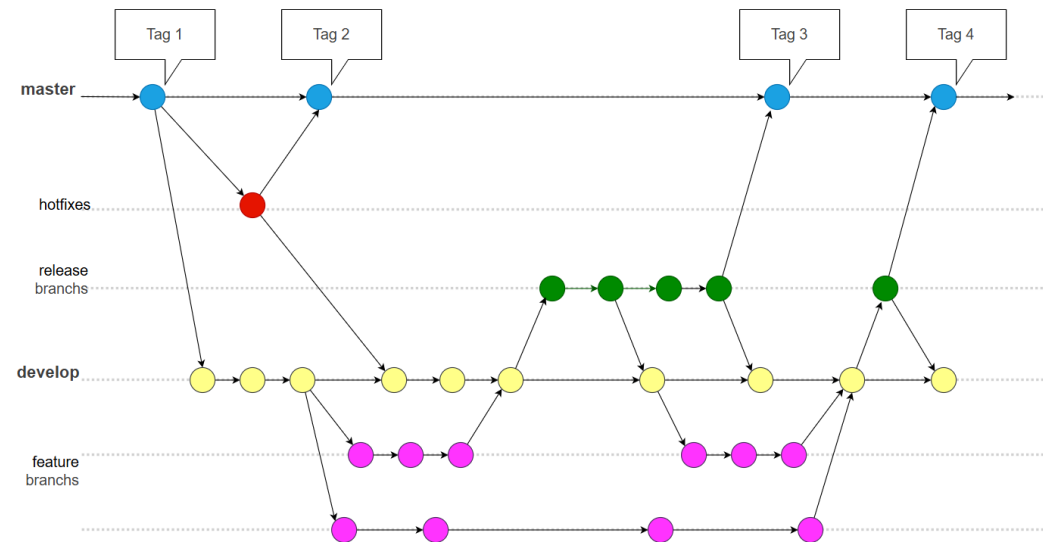 Tag 1
Tag 2
Tag 3
Tag 4
master
hotfixes
release
branchs
develop
feature
branchs